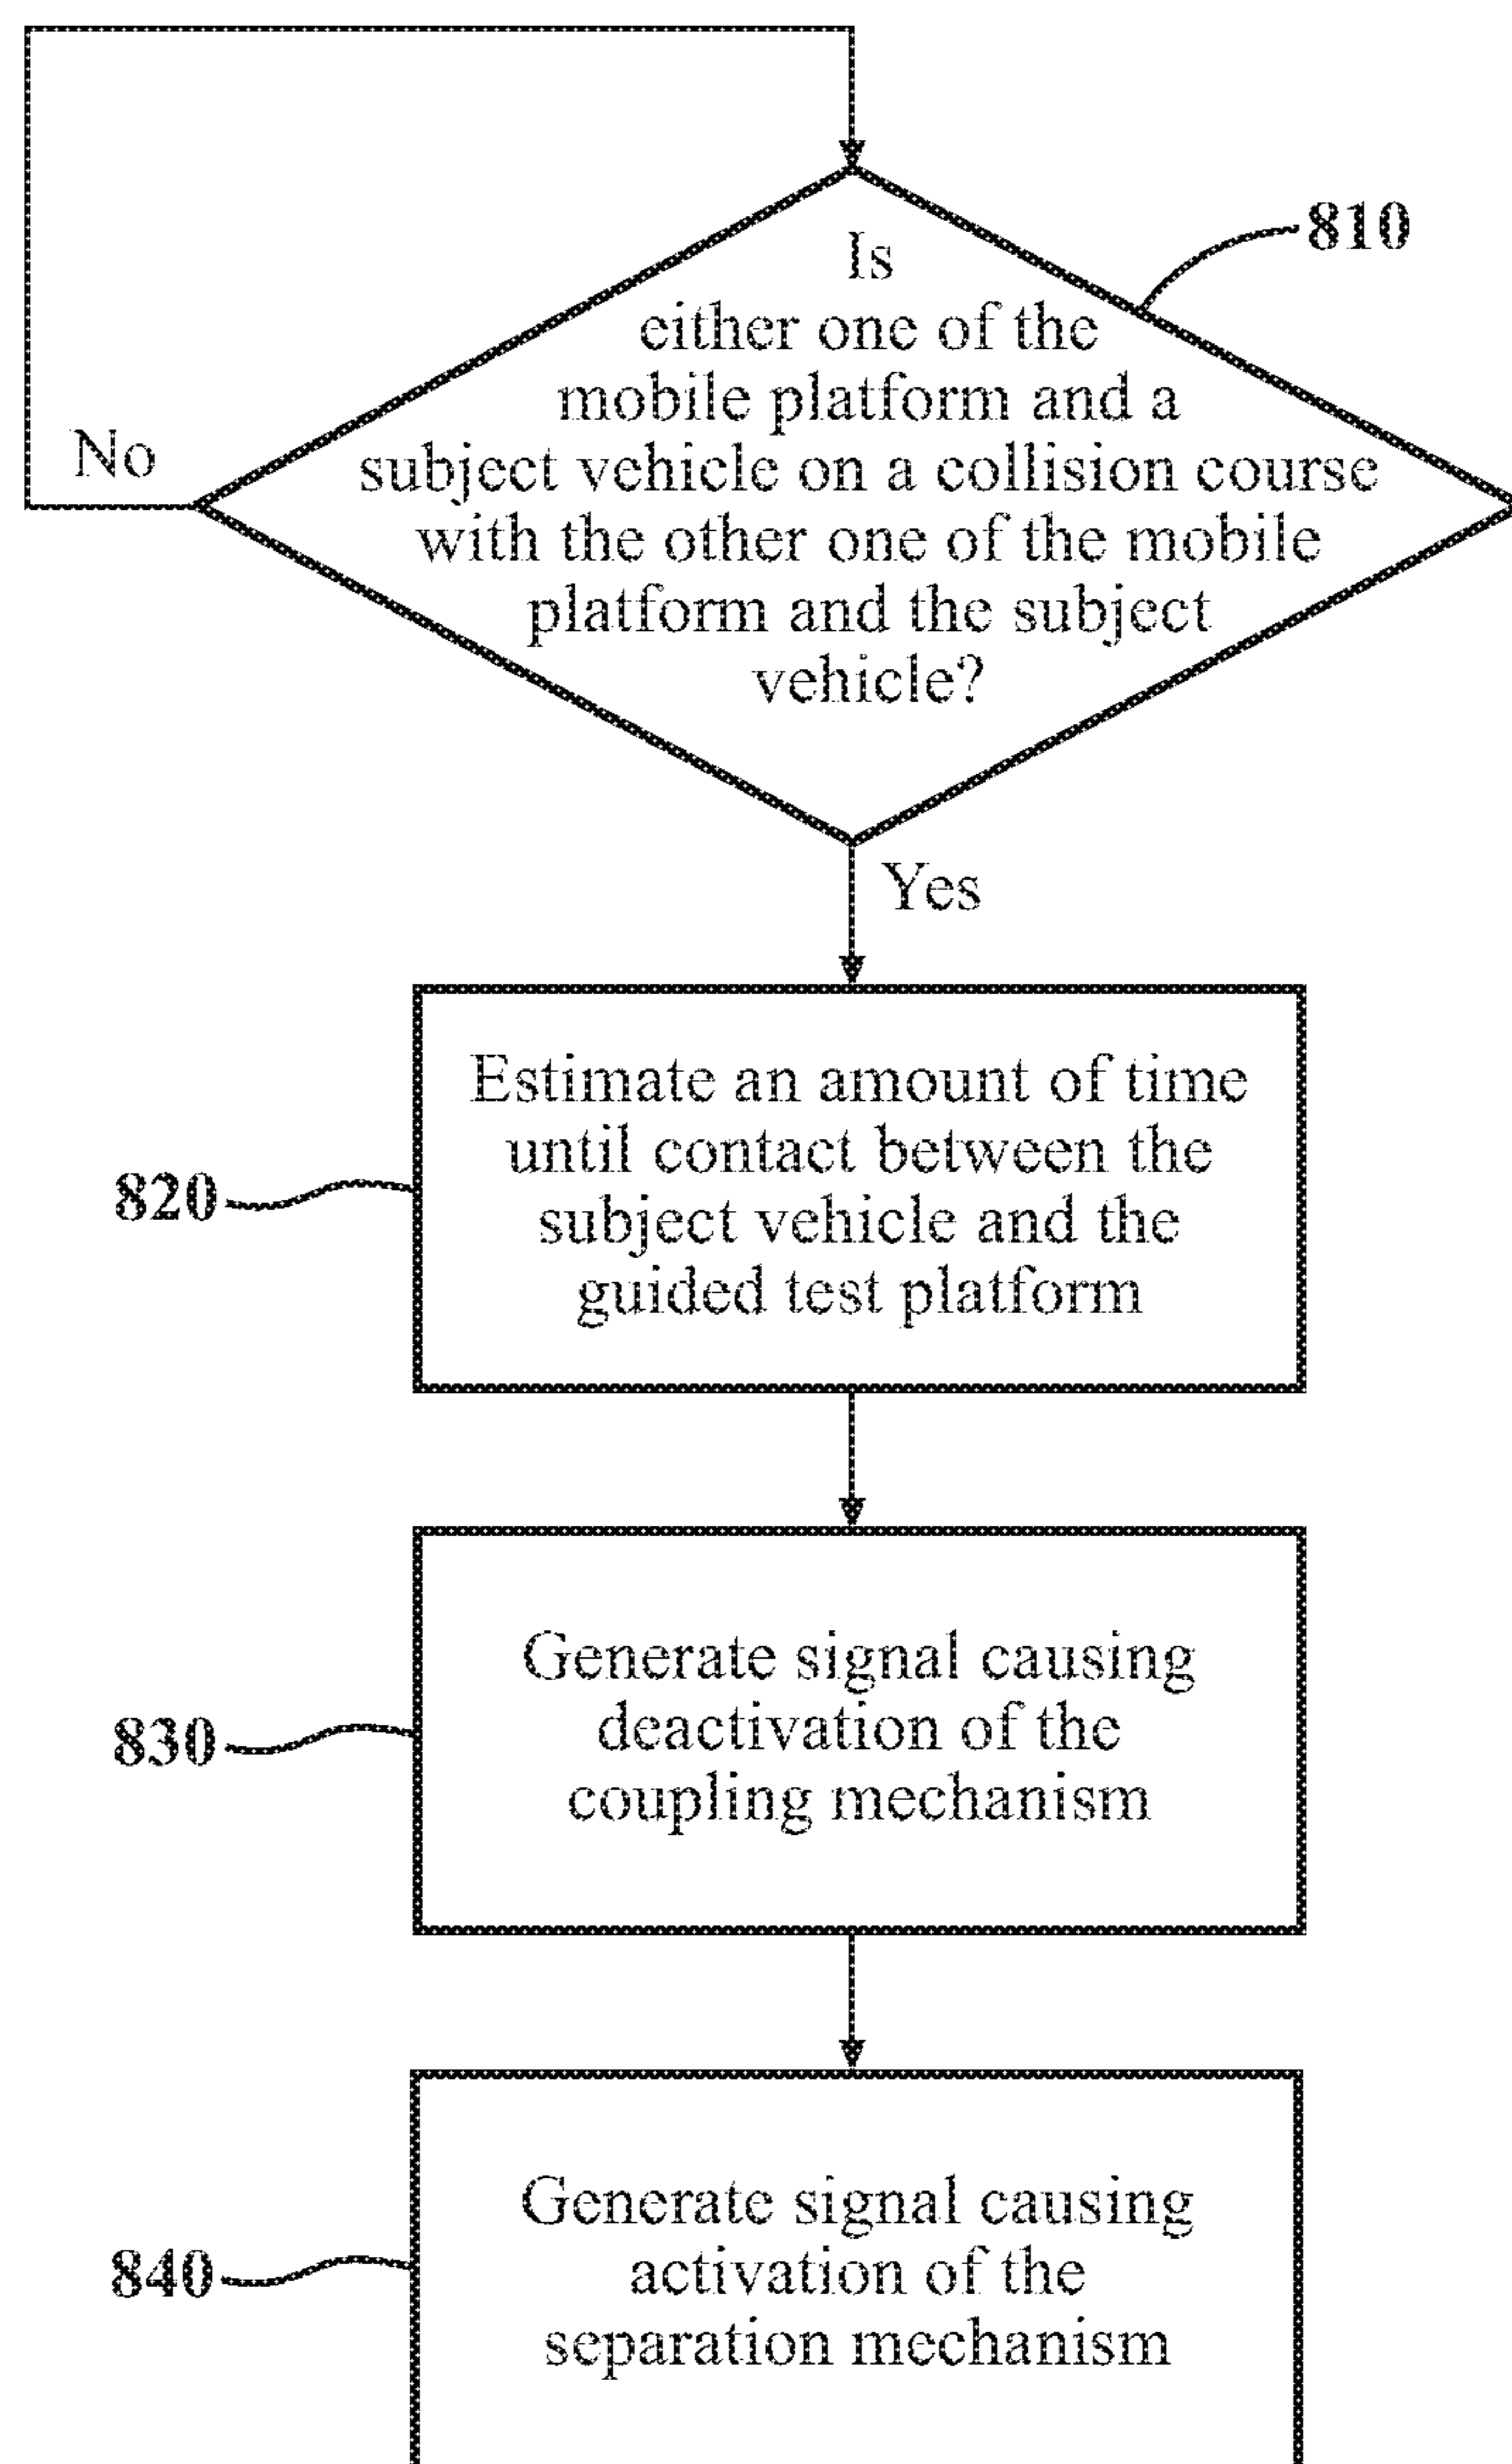 810
Is
either one of the
mobile platform and a
subject vehicle on a collision course
with the other one of the mobile
platform and the subject
vehicle?
No
Yes
Estimate an amount of time
until contact between the
subject vehicle and the
guided test platform
820
Generate signal causing
deactivation of the
coupling mechanism
830
Generate signal causing
activation of the
separation mechanism
840